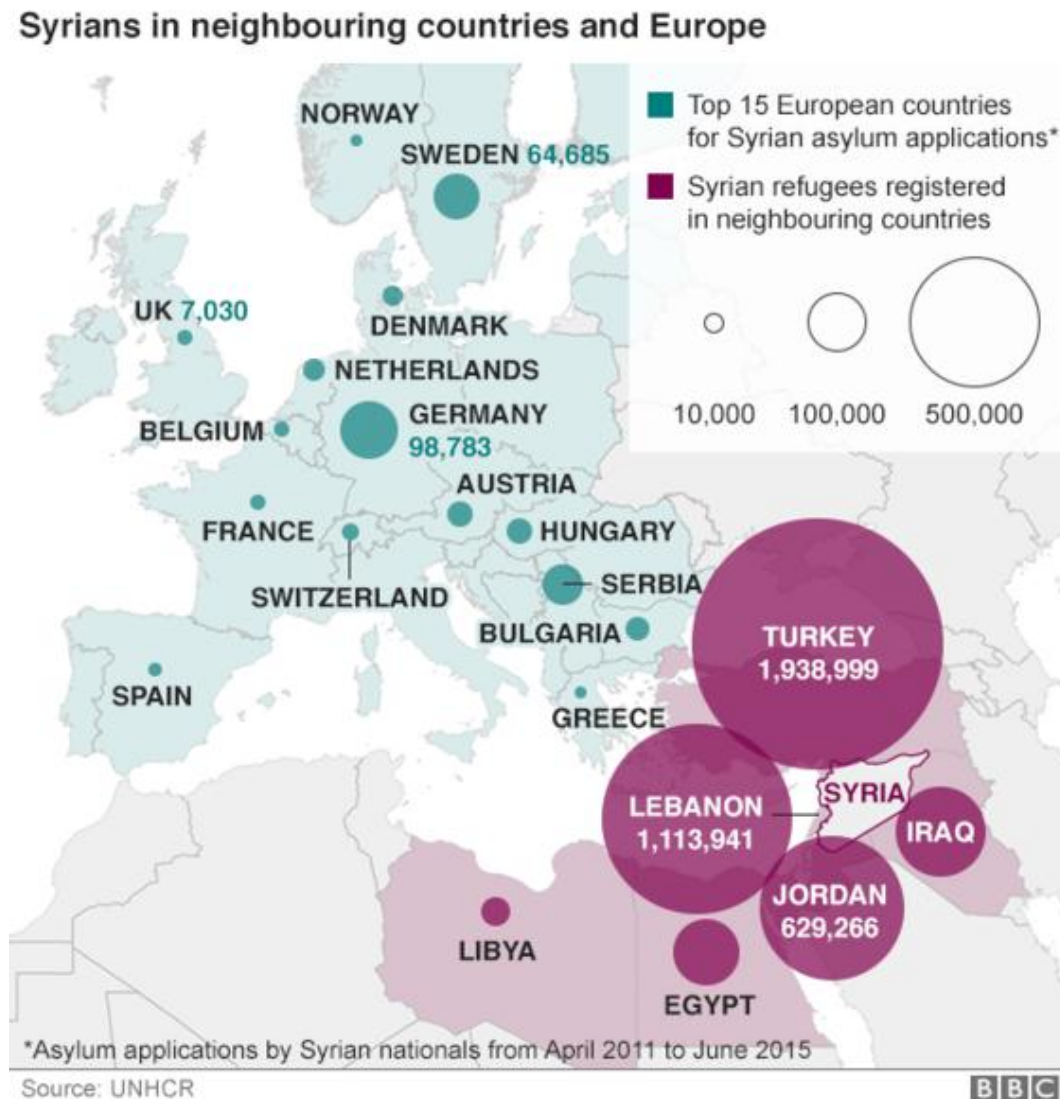 Syrians in neighbouring countries and Europe
Top 15 European countries
for Syrian asylum applications*
Syrian refugees registered
in neighbouring countries
10,000 100,000 500,000
NORWAY
SWEDEN 64,685
UK 7,030
DENMARK
NETHERLANDS
GERMANY
98,783
BELGIUM
AUSTRIA
FRANCE
HUNGARY
SWITZERLAND
SERBIA
BULGARIA
TURKEY
1,938,999
SPAIN
GREECE
SYRIA
LEBANON
1,113,941
IRAQ
JORDAN
629,266
LIBYA
EGYPT
*Asylum applications by Syrian nationals from April 2011 to June 2015
Source: UNHCR
BBC